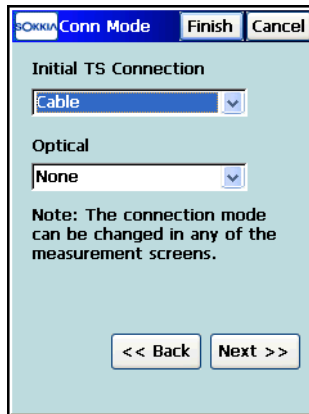 SOKKIA Conn Mode Finish Cancel
Initial TS Connection
Cable
Optical
None
Note: The connection mode
can be changed in any of the
measurement screens.
<< Back Next >>